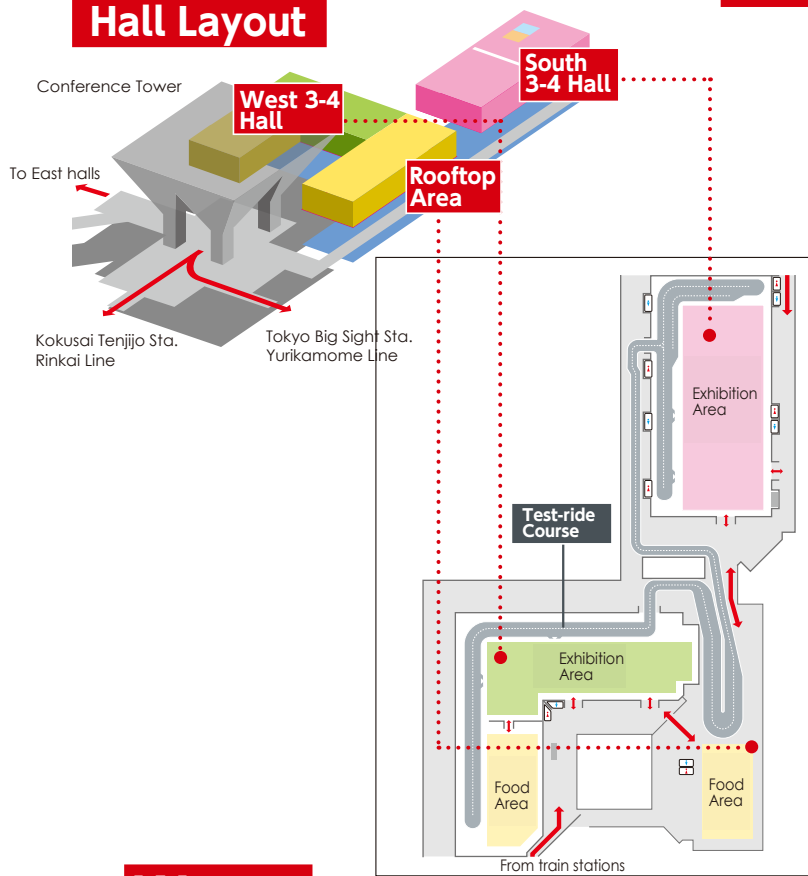 Hall Layout
Conference Tower
West 3-4
Hall
South
3-4 Hall
To East halls
Rooftop
Area
Kokusai Tenjijo Sta.
Rinkai Line
Tokyo Big Sight Sta.
Yurikamome Line
Exhibition
Area
Test-ride
Course
Exhibition
Area
Food
Area
Food
Area
From train stations